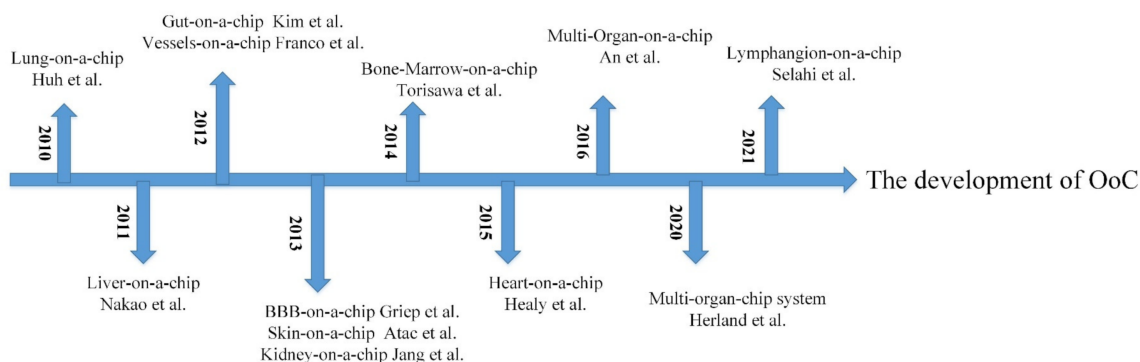 Lung-on-a-chip
Huh et al.
2010
Liver-on-a-chip
Nakao et al.
2011
Gut-on-a-chip Kim et al.
Vessels-on-a-chip Franco et al.
2012
BBB-on-a-chip Griep et al.
Skin-on-a-chip Atac et al.
Kidney-on-a-chip Jang et al.
2013
Bone-Marrow-on-a-chip
Torisawa et al.
2014
Heart-on-a-chip
Healy et al.
2015
Multi-Organ-on-a-chip
An et al.
2016
Multi-organ-chip system
Herland et al.
2020
Lymphangion-on-a-chip
Selahi et al.
2021
The development of OoC